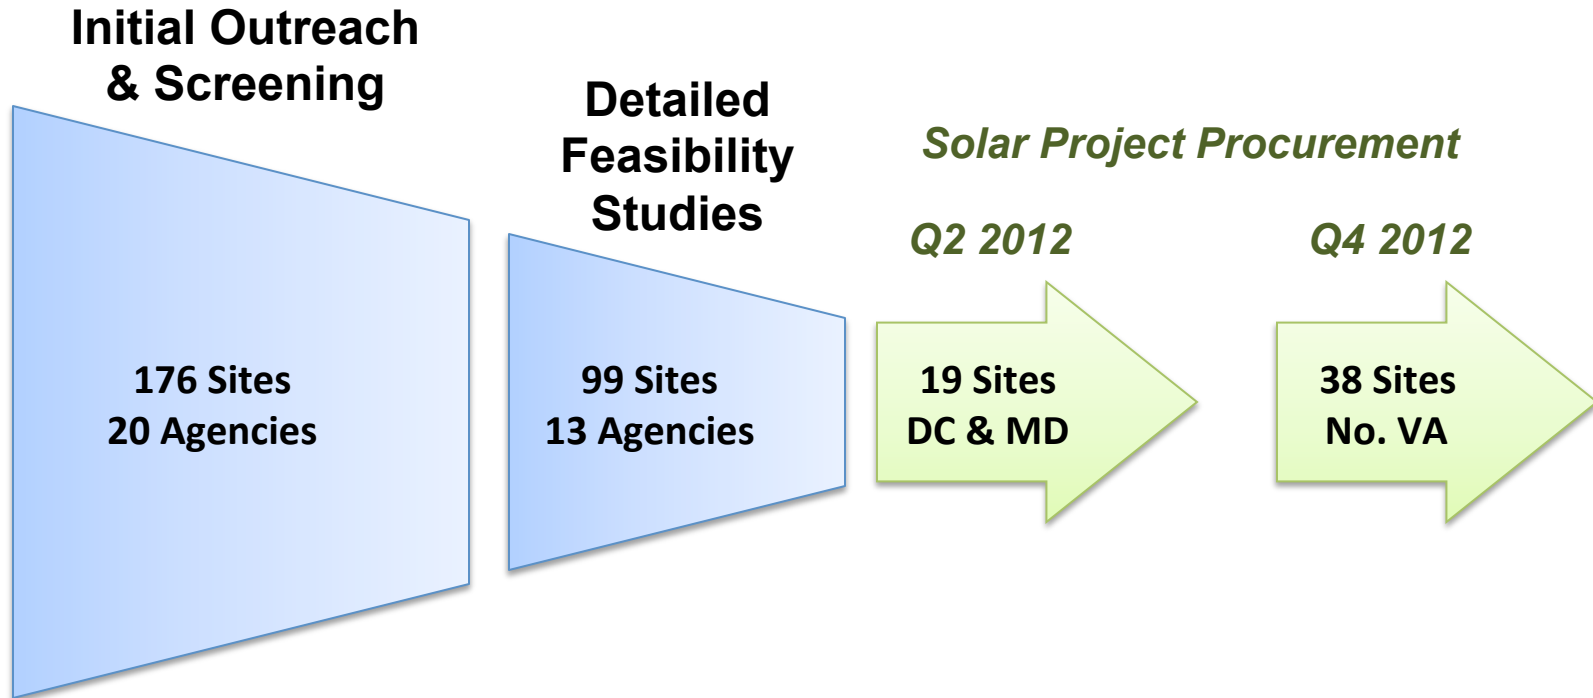 Initial Outreach
& Screening
176 Sites
20 Agencies
Detailed
Feasibility
Studies
99 Sites
13 Agencies
Solar Project Procurement
Q2 2012
19 Sites
DC & MD
Q4 2012
38 Sites
No. VA